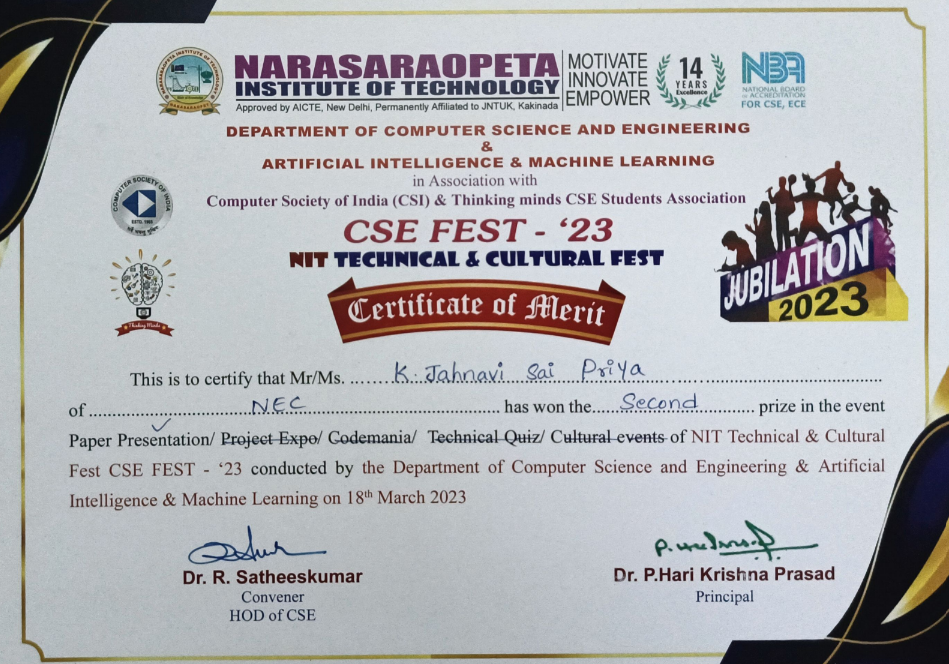 NARASARAOPETA
INSTITUTE OF TECHNOLOGY
Approved by AICTE, New Delhi, Permanently Affiliated to JNTUK, Kakinada
MOTIVATE
INNOVATE
EMPOWER
14
YEARS
Excellence
NBA
NATIONAL BOARD
OF ACCREDITATION
FOR CSE, ECE
DEPARTMENT OF COMPUTER SCIENCE AND ENGINEERING
&
ARTIFICIAL INTELLIGENCE & MACHINE LEARNING
in Association with
Computer Society of India (CSI) & Thinking minds CSE Students Association
COMPUTER SOCIETY OF INDIA
ESTD. 1965
CSE FEST - ‘23
NIT TECHNICAL & CULTURAL FEST
JUBILATION
2023
Thinking Minds
Certificate of Merit
This is to certify that Mr/Ms. K. Jahnavi Sai Priya
of NEC has won the Second prize in the event
Paper Presentation/ Project Expo/ Codemania/ Technical Quiz/ Cultural events of NIT Technical & Cultural
Fest CSE FEST - ‘23 conducted by the Department of Computer Science and Engineering & Artificial
Intelligence & Machine Learning on 18th March 2023
Dr. R. Satheeskumar
Convener
HOD of CSE
Dr. P.Hari Krishna Prasad
Principal